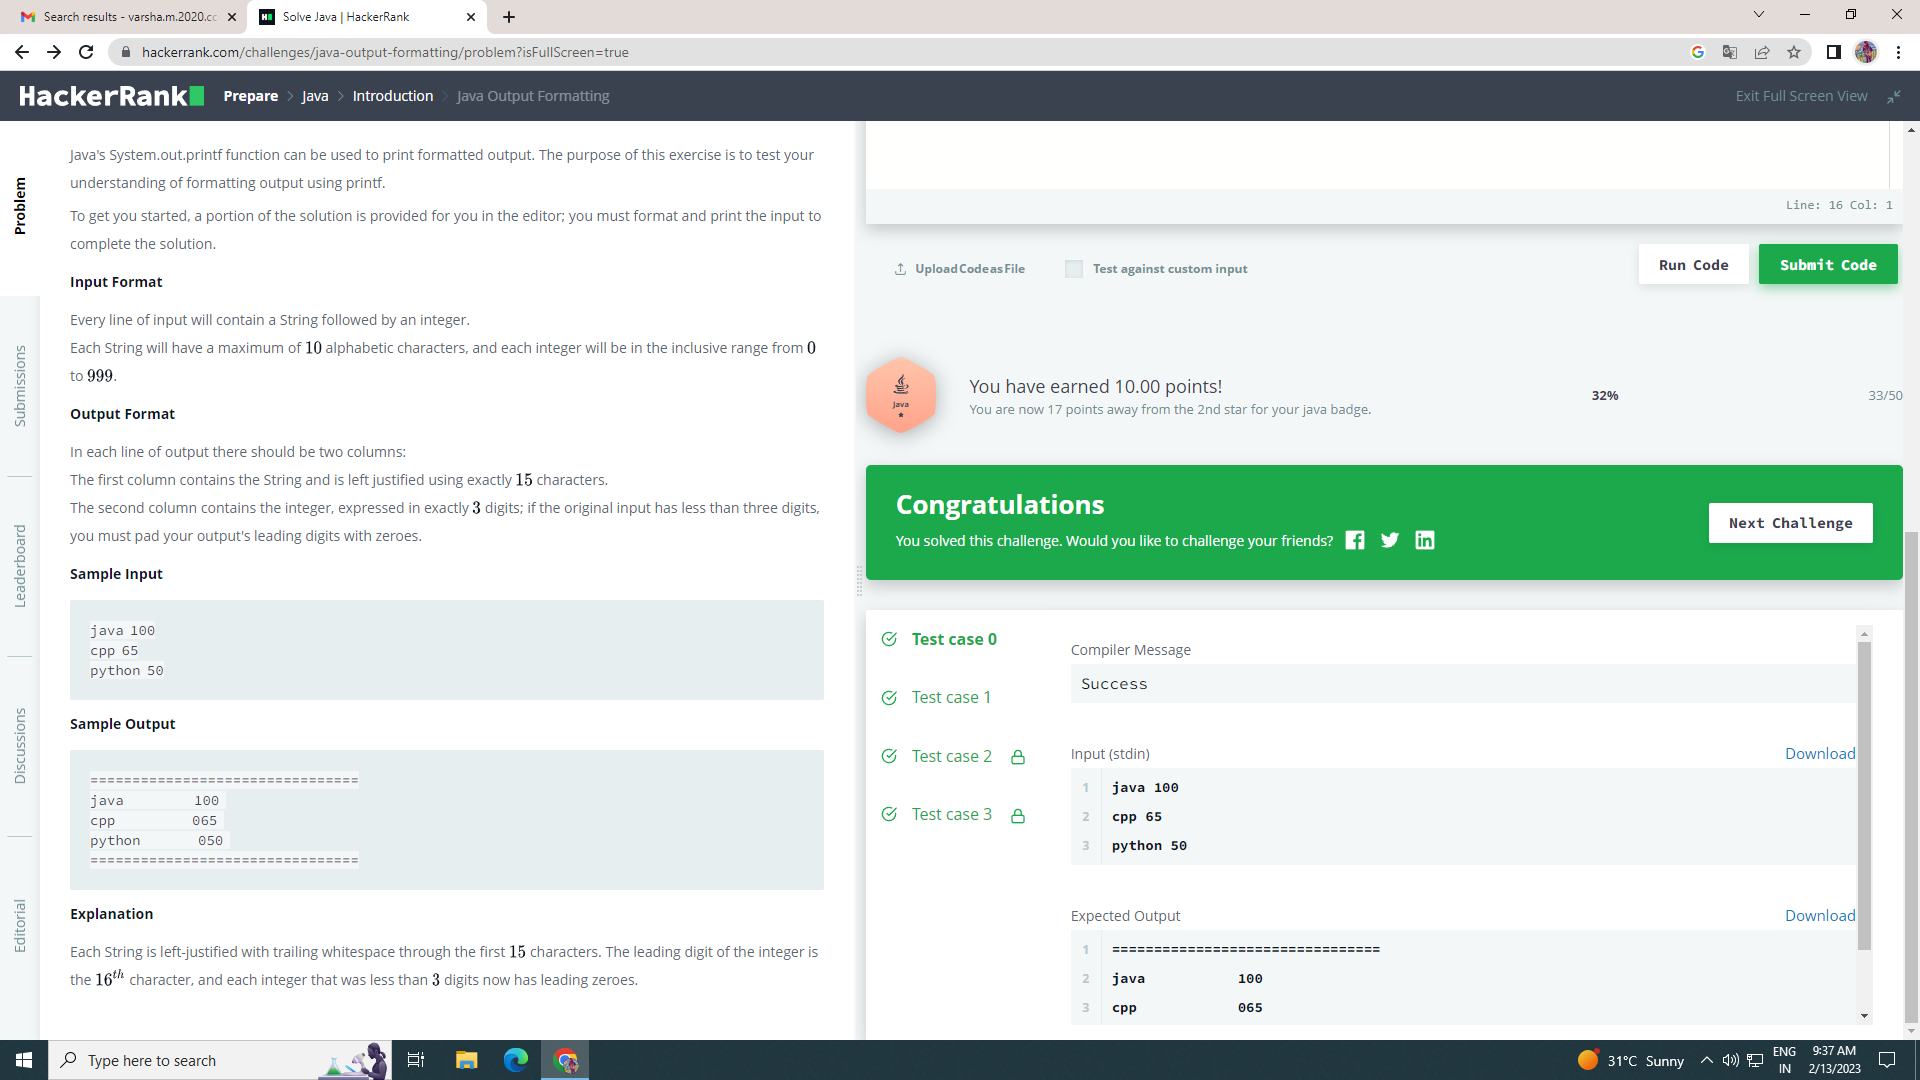 Search results - varsha.m.2020.cc
Solve Java | HackerRank
hackerrank.com/challenges/java-output-formatting/problem?isFullScreen=true
HackerRank
Prepare > Java > Introduction > Java Output Formatting
Exit Full Screen View
Problem
Submissions
Leaderboard
Discussions
Editorial
Java's System.out.printf function can be used to print formatted output. The purpose of this exercise is to test your
understanding of formatting output using printf.
To get you started, a portion of the solution is provided for you in the editor; you must format and print the input to
complete the solution.
Input Format
Every line of input will contain a String followed by an integer.
Each String will have a maximum of 10 alphabetic characters, and each integer will be in the inclusive range from 0
to 999.
Output Format
In each line of output there should be two columns:
The first column contains the String and is left justified using exactly 15 characters.
The second column contains the integer, expressed in exactly 3 digits; if the original input has less than three digits,
you must pad your output's leading digits with zeroes.
Sample Input
java 100
cpp 65
python 50
Sample Output
================================
java           100
cpp            065
python         050
================================
Explanation
Each String is left-justified with trailing whitespace through the first 15 characters. The leading digit of the integer is
the 16th character, and each integer that was less than 3 digits now has leading zeroes.
Line: 16 Col: 1
Upload Code as File
Test against custom input
Run Code
Submit Code
Java
You have earned 10.00 points!
You are now 17 points away from the 2nd star for your java badge.
32%
33/50
Congratulations
You solved this challenge. Would you like to challenge your friends?
Next Challenge
Test case 0
Test case 1
Test case 2
Test case 3
Compiler Message
Success
Input (stdin)
Download
1 java 100
2 cpp 65
3 python 50
Expected Output
Download
1 ================================
2 java           100
3 cpp            065
Type here to search
31°C Sunny
ENG
IN
9:37 AM
2/13/2023